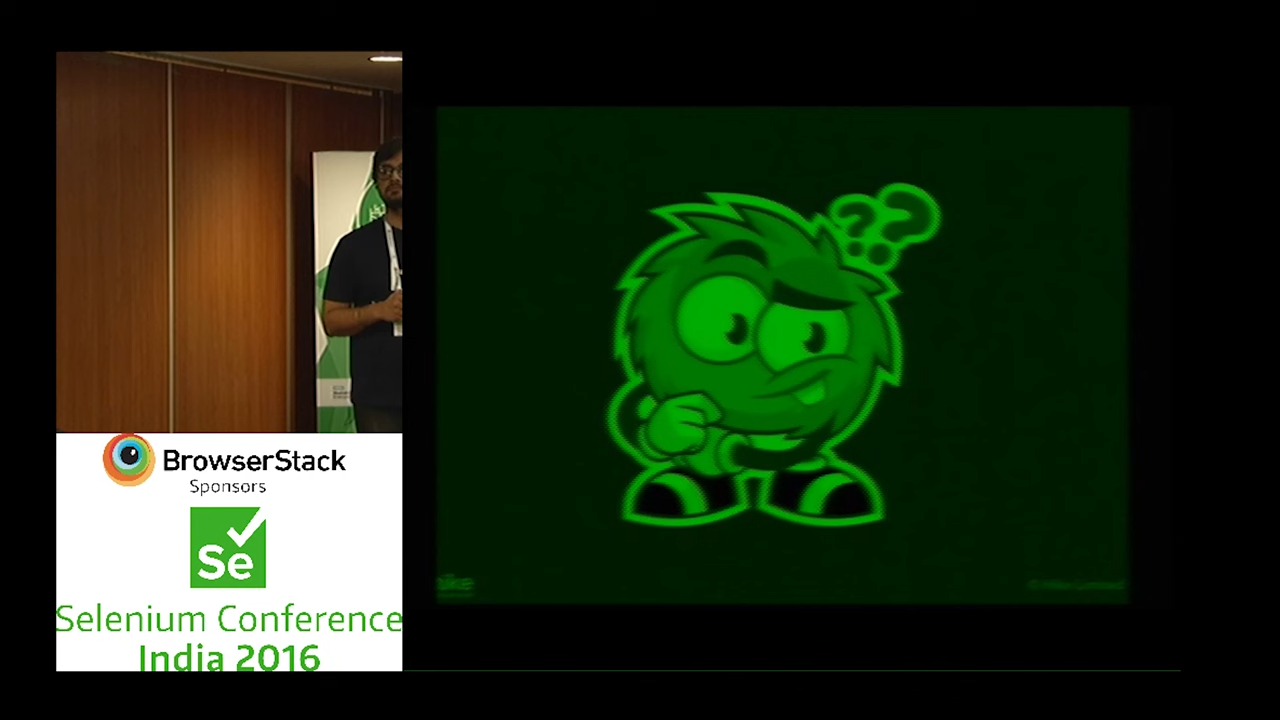 BrowserStack
Sponsors
Se
Selenium Conference
India 2016
? ?